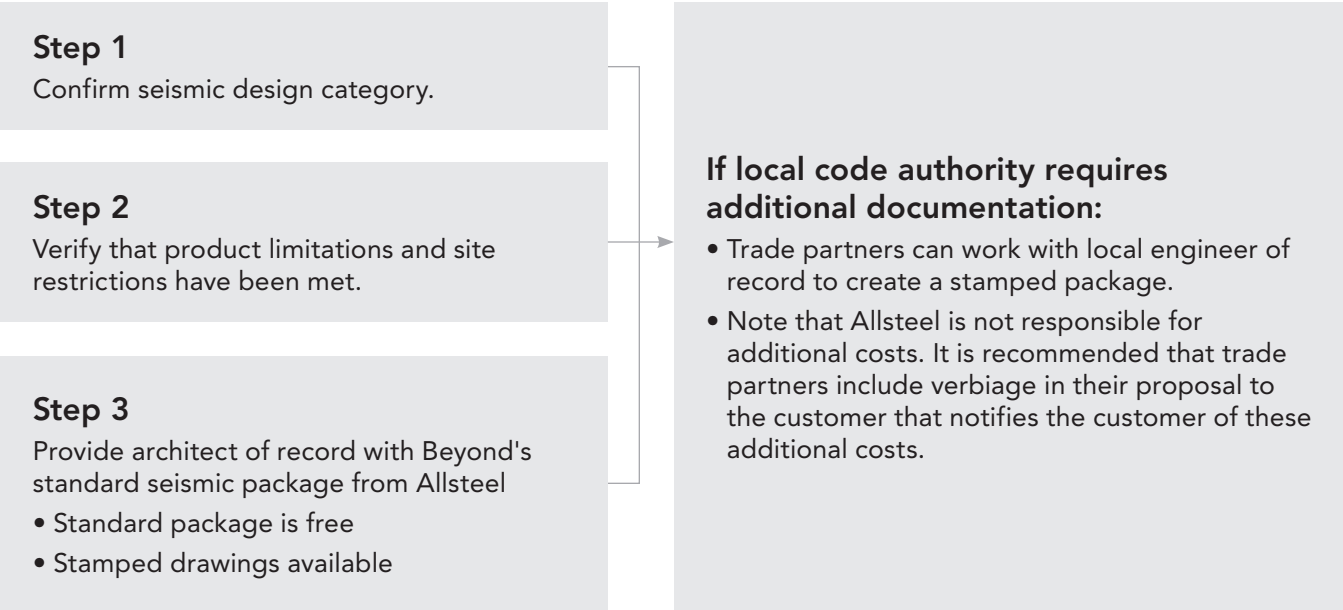 Step 1
Confirm seismic design category.
Step 2
Verify that product limitations and site
restrictions have been met.
Step 3
Provide architect of record with Beyond's
standard seismic package from Allsteel
• Standard package is free
• Stamped drawings available
If local code authority requires
additional documentation:
• Trade partners can work with local engineer of
record to create a stamped package.
• Note that Allsteel is not responsible for
additional costs. It is recommended that trade
partners include verbiage in their proposal to
the customer that notifies the customer of these
additional costs.